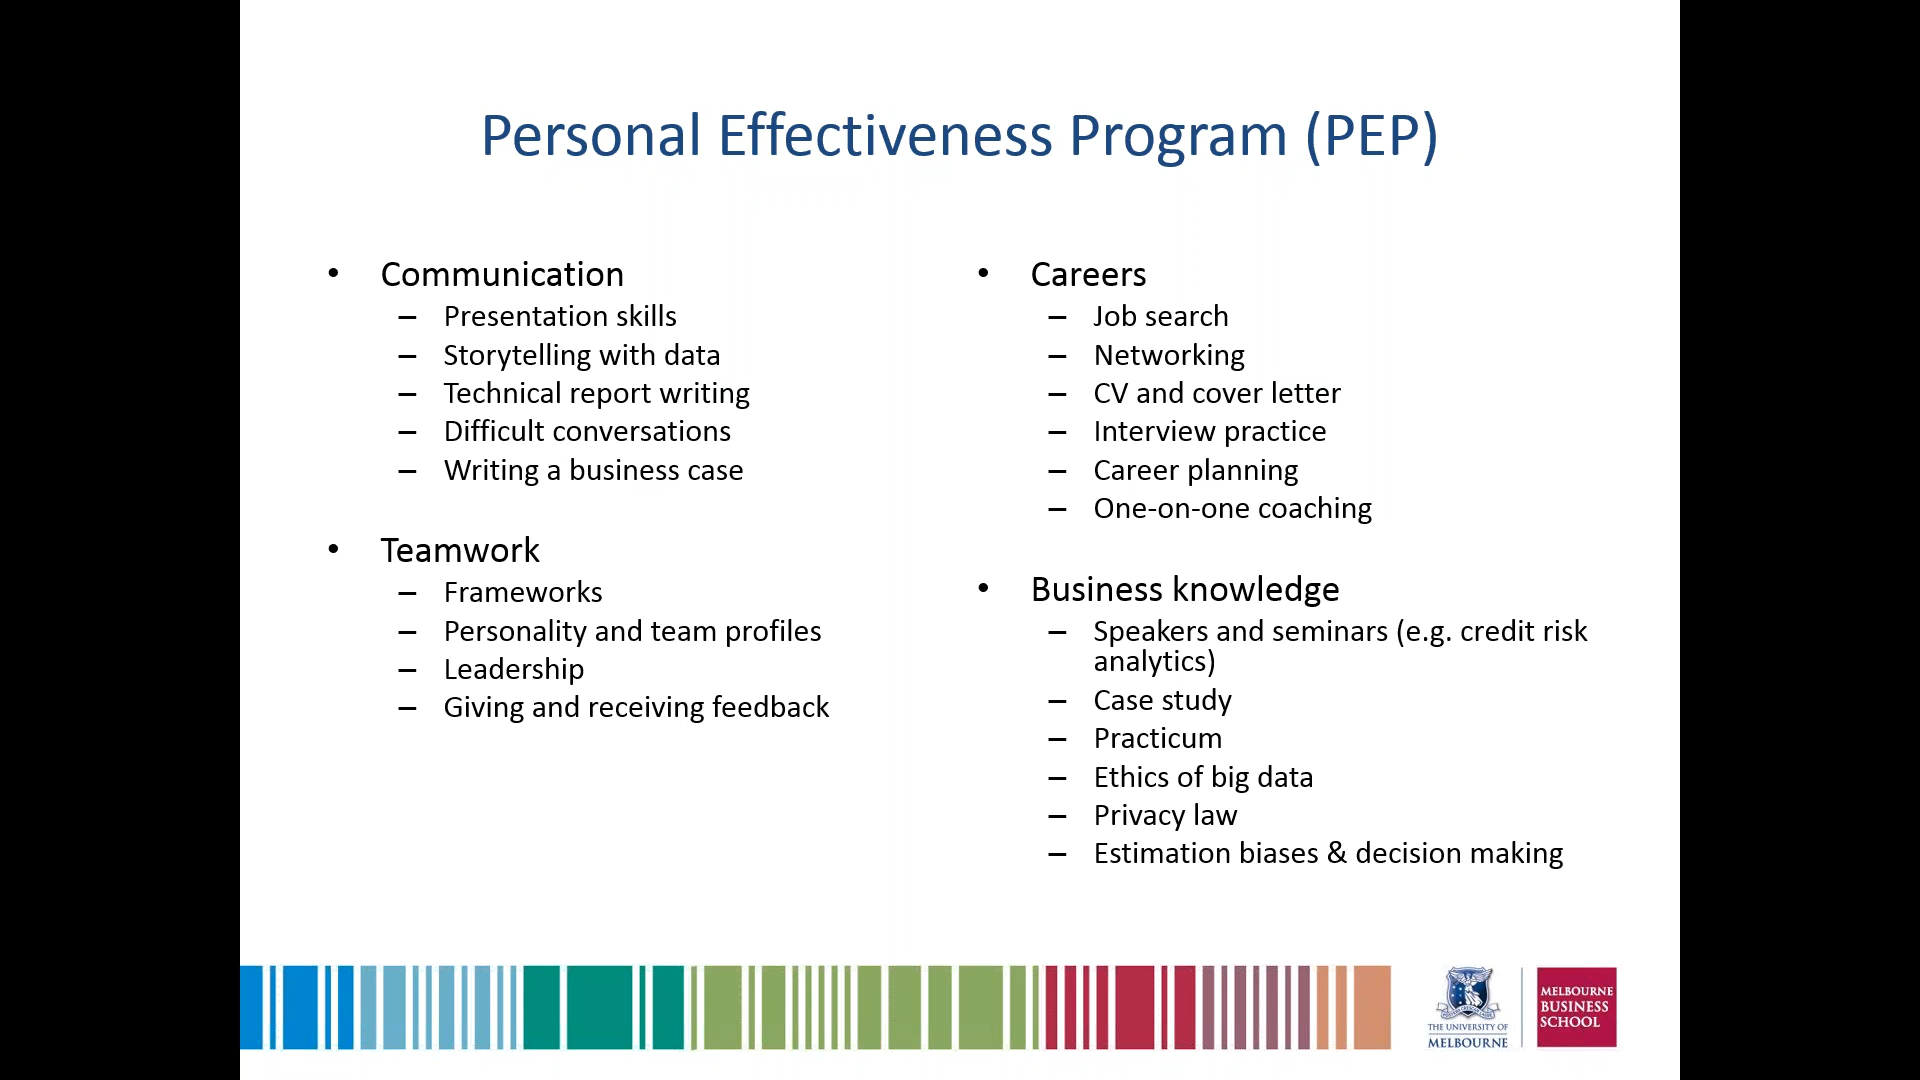 Personal Effectiveness Program (PEP)
• Communication
– Presentation skills
– Storytelling with data
– Technical report writing
– Difficult conversations
– Writing a business case
• Teamwork
– Frameworks
– Personality and team profiles
– Leadership
– Giving and receiving feedback
• Careers
– Job search
– Networking
– CV and cover letter
– Interview practice
– Career planning
– One-on-one coaching
• Business knowledge
– Speakers and seminars (e.g. credit risk
analytics)
– Case study
– Practicum
– Ethics of big data
– Privacy law
– Estimation biases & decision making
THE UNIVERSITY OF
MELBOURNE
MELBOURNE
BUSINESS
SCHOOL